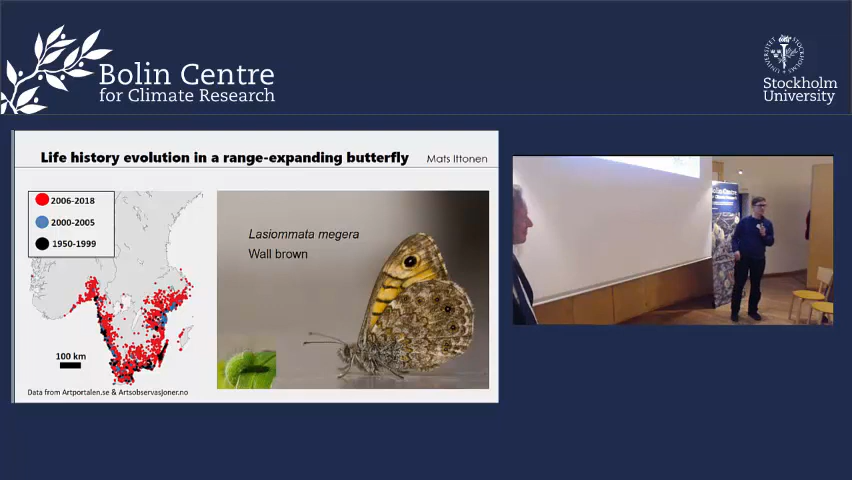 Bolin Centre
for Climate Research
Stockholm
University
Life history evolution in a range-expanding butterfly
Mats Ittonen
2006-2018
2000-2005
1950-1999
Lasiommata megera
Wall brown
100 km
Data from Artportalen.se & Artsobservasjoner.no